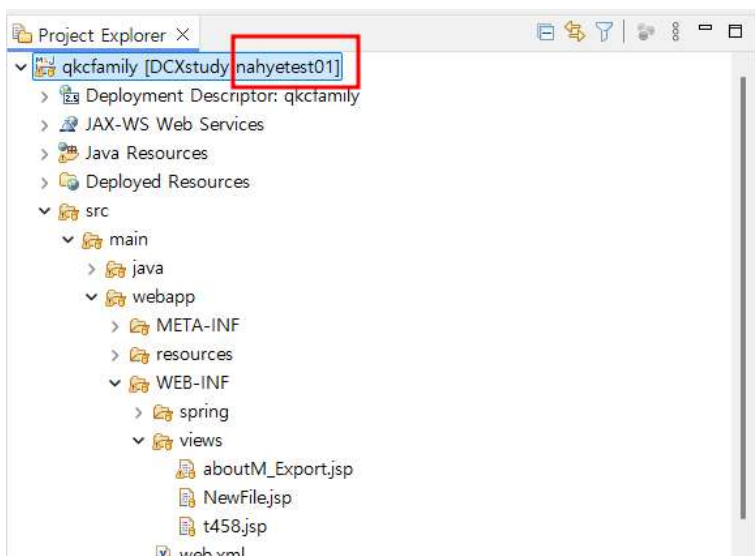 Project Explorer
qkcfamily [DCXstudy nahyetest01]
Deployment Descriptor: qkcfamily
JAX-WS Web Services
Java Resources
Deployed Resources
src
main
java
webapp
META-INF
resources
WEB-INF
spring
views
aboutM_Export.jsp
NewFile.jsp
t458.jsp
web.xml